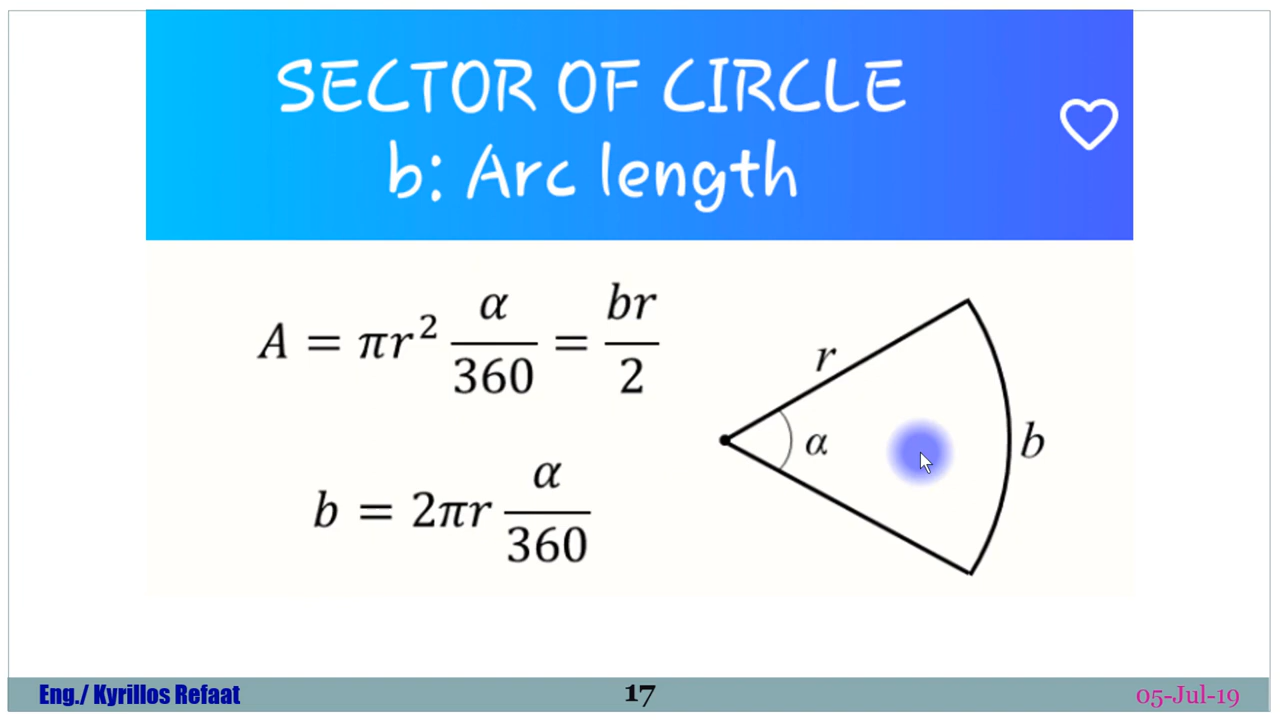 SECTOR OF CIRCLE
b: Arc length
A = πr² α/360 = br/2
r
α
b
b = 2πr α/360
Eng./ Kyrillos Refaat
17
05-Jul-19